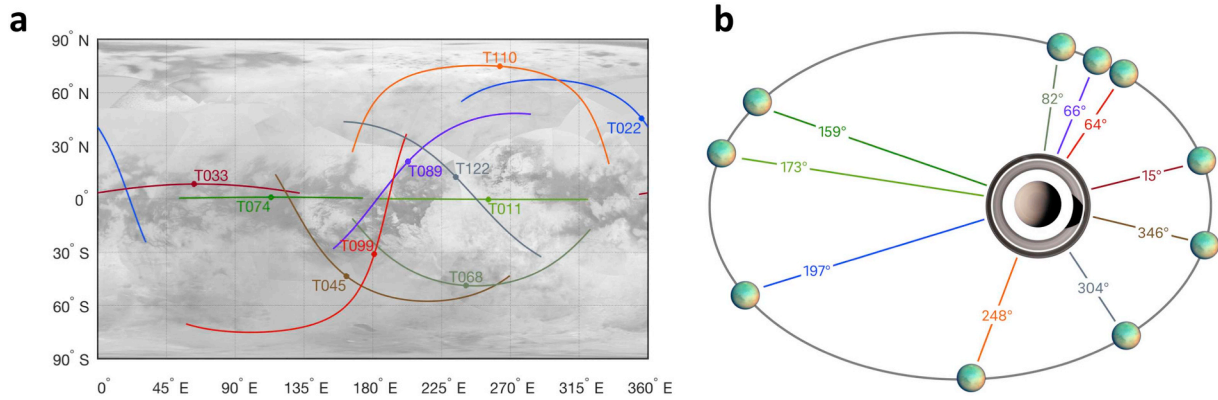 a
90° N
60° N
30° N
0°
30° S
60° S
90° S
0° E
45° E
90° E
135° E
180° E
225° E
270° E
315° E
360° E
T110
T022
T089
T122
T033
T074
T011
T099
T045
T068
b
82°
66°
64°
159°
173°
15°
346°
197°
304°
248°